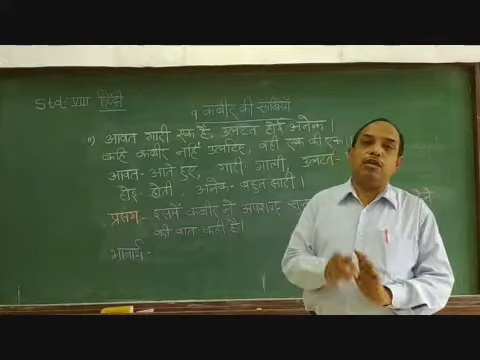 Std-VIII हिंदी
९ कबीर की साखियाँ
॥) आवत गारी एक है, उलटत होई अनेक ।
कहि कबीर नहिं उलटिए, वही एक की एक
आवत - आते हुए, गारी - गाली, उलटत -
होइ - होती, अनेक - बहुत सारी ।
प्रसंग - इसमें कबीर ने अपशब्द
की बात कही है।
भावार्थ -